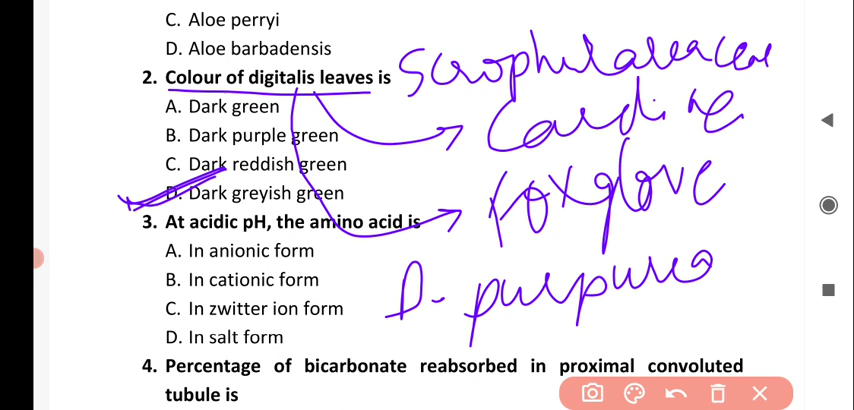 C. Aloe perryi
D. Aloe barbadensis
2. Colour of digitalis leaves is
A. Dark green
B. Dark purple green
C. Dark reddish green
D. Dark greyish green
3. At acidic pH, the amino acid is
A. In anionic form
B. In cationic form
C. In zwitter ion form
D. In salt form
4. Percentage of bicarbonate reabsorbed in proximal convoluted
tubule is
Foxglove
D. purpurea